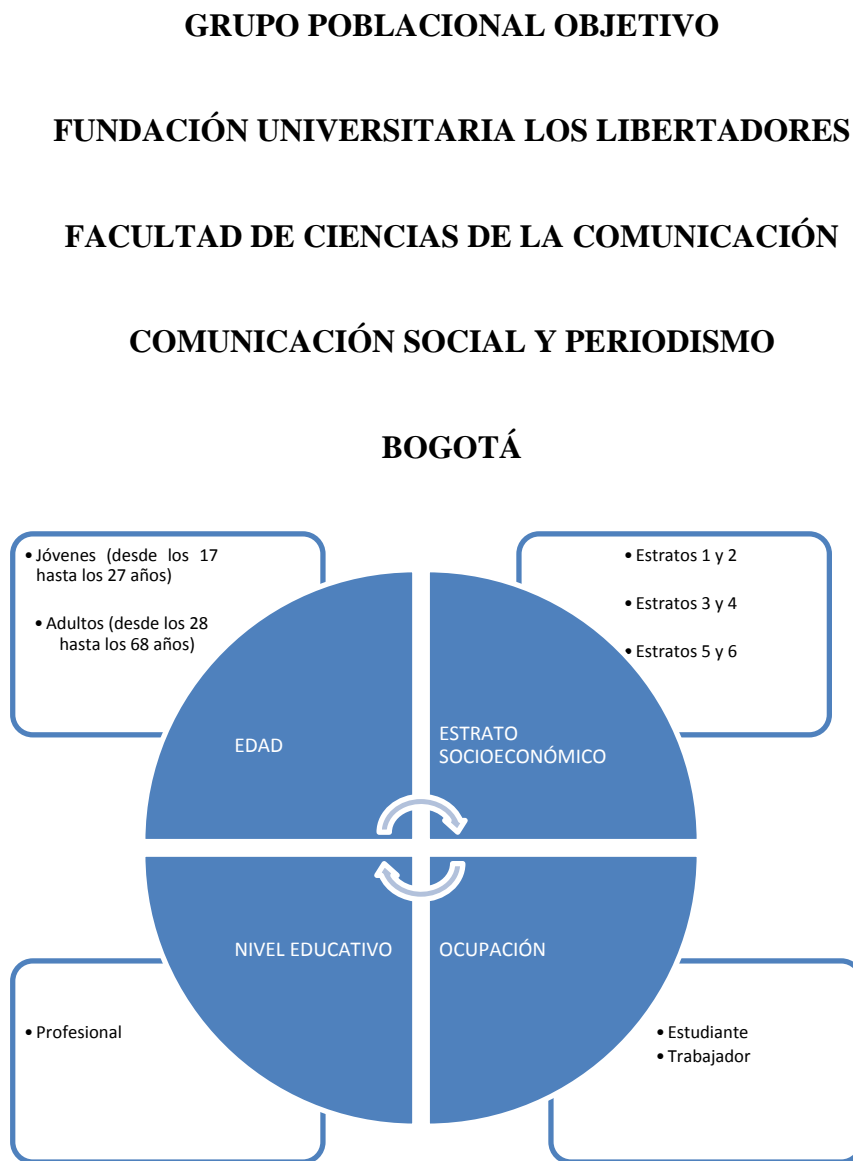 GRUPO POBLACIONAL OBJETIVO
FUNDACIÓN UNIVERSITARIA LOS LIBERTADORES
FACULTAD DE CIENCIAS DE LA COMUNICACIÓN
COMUNICACIÓN SOCIAL Y PERIODISMO
BOGOTÁ
• Jóvenes (desde los 17
hasta los 27 años)
• Adultos (desde los 28
hasta los 68 años)
• Estratos 1 y 2
• Estratos 3 y 4
• Estratos 5 y 6
EDAD
ESTRATO
SOCIOECONÓMICO
NIVEL EDUCATIVO
OCUPACIÓN
• Profesional
• Estudiante
• Trabajador